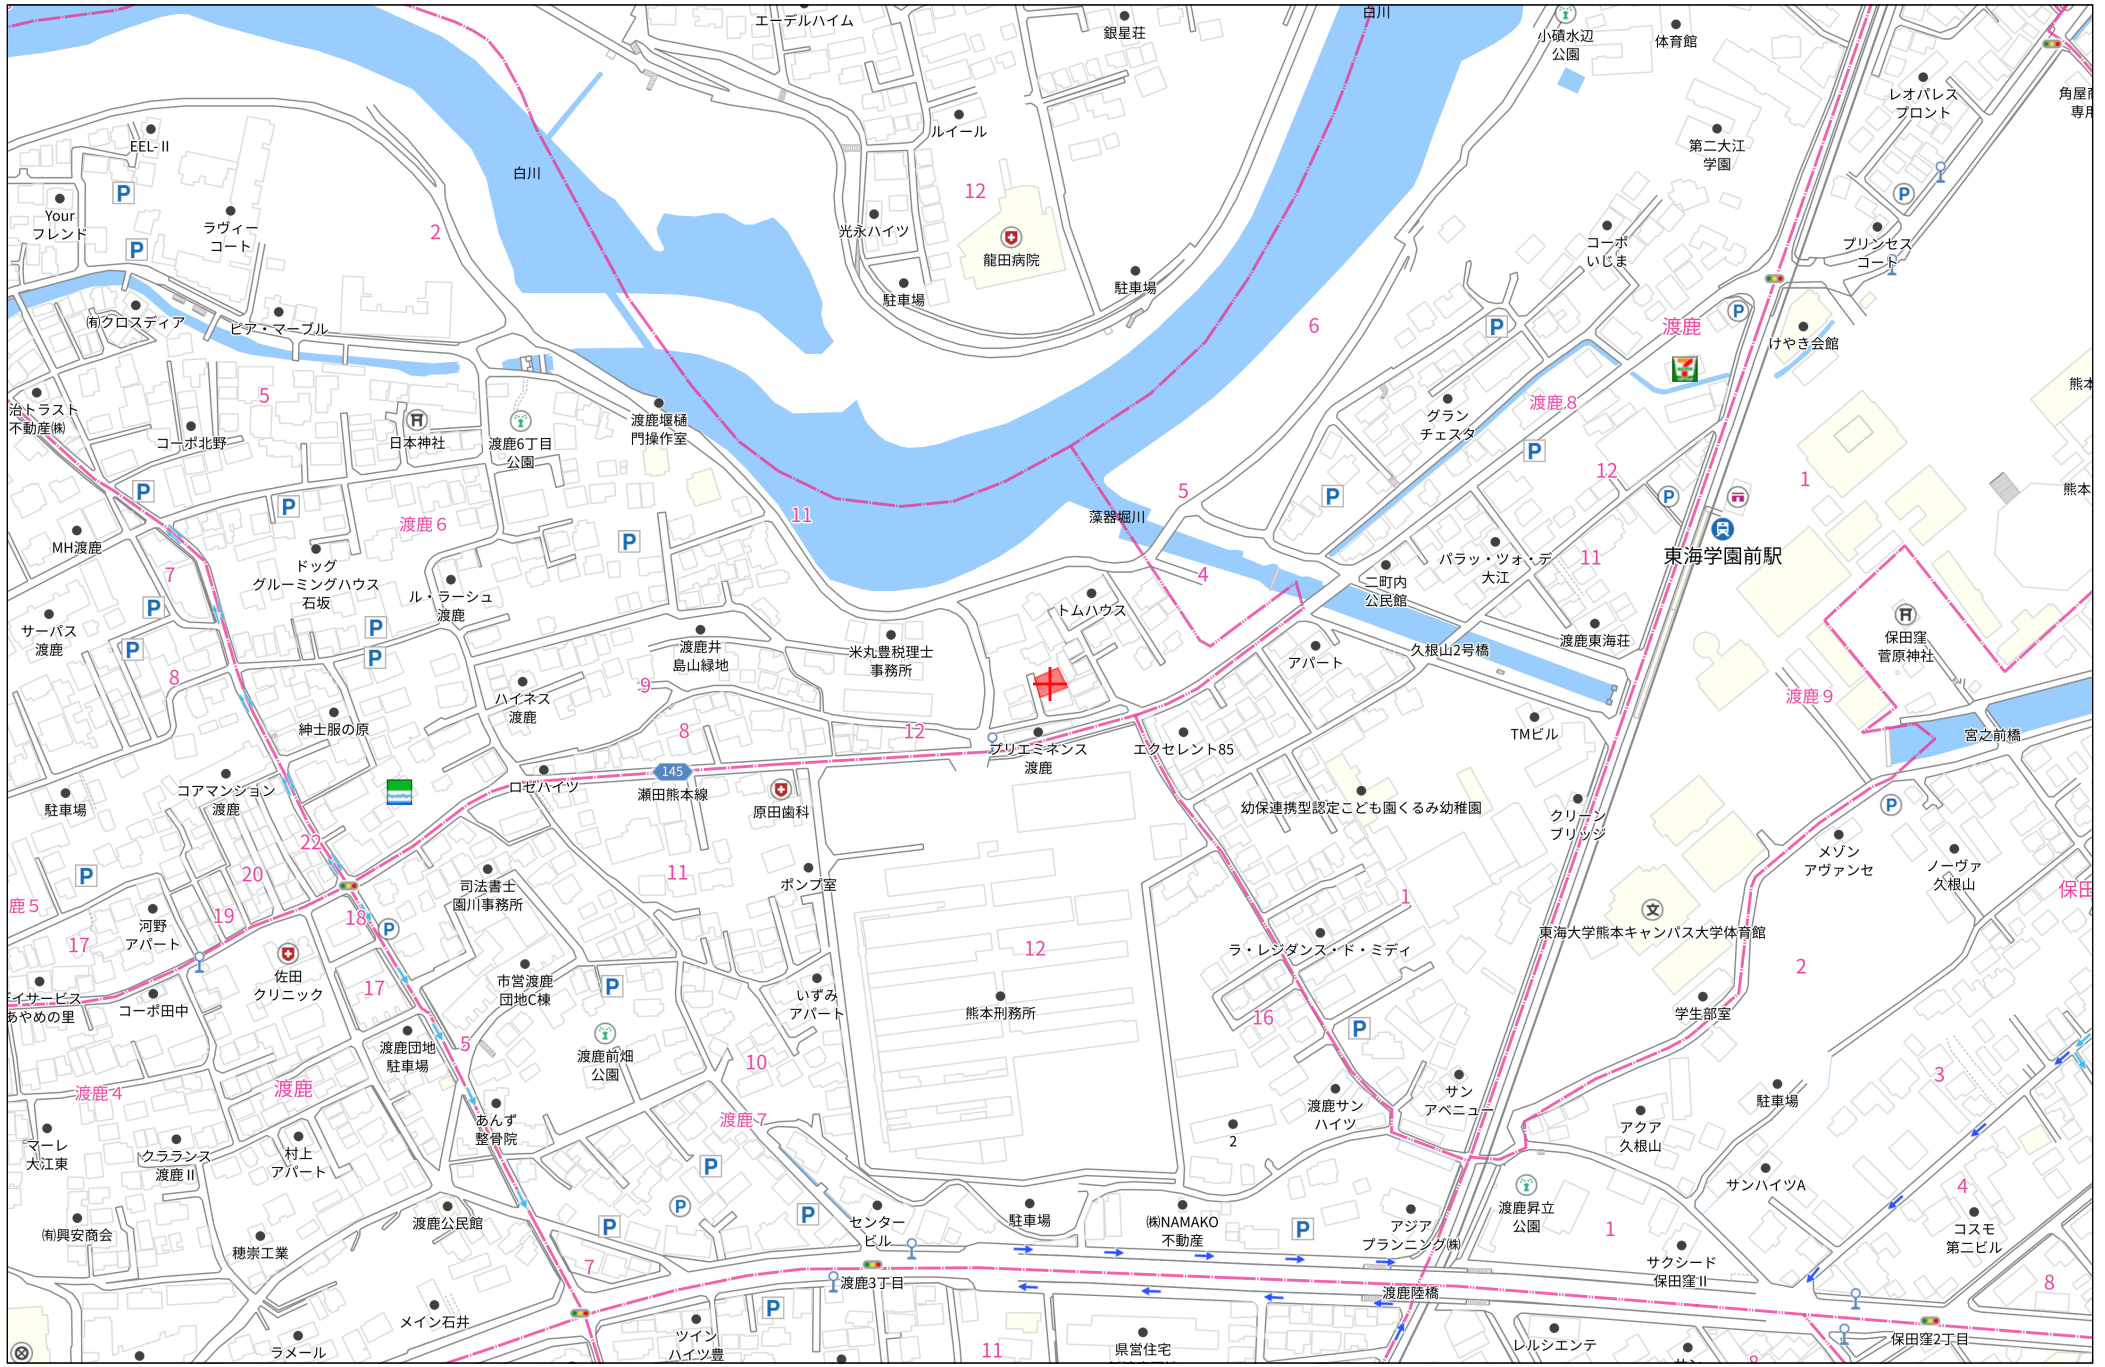 エーデルハイム
銀星荘
白川
小磧水辺
公園
体育館
レオパレス
プロント
EEL-Ⅱ
ルイール
第二大江
学園
白川
2
12
Your
フレンド
ラヴィー
コート
光永ハイツ
龍田病院
駐車場
駐車場
コーポ
いじま
プリンセス
コート
㈲クロスディア
ピア・マーブル
6
渡鹿
けやき会館
5
治トラスト
不動産㈱
コーポ北野
日本神社
渡鹿6丁目
公園
渡鹿堰樋
門操作室
グラン
チェスタ
渡鹿8
12
1
5
11
藻器堀川
渡鹿6
MH渡鹿
7
ドッグ
グルーミングハウス
石坂
ル・ラーシュ
渡鹿
4
二町内
公民館
パラッ・ツォ・デ
大江
11
東海学園前駅
トムハウス
サーパス
渡鹿
渡鹿井
島山緑地
米丸豊税理士
事務所
アパート
久根山2号橋
渡鹿東海荘
保田窪
菅原神社
8
9
ハイネス
渡鹿
渡鹿9
紳士服の原
8
12
プリエミネンス
渡鹿
エクセレント85
TMビル
宮之前橋
145
瀬田熊本線
ロゼハイツ
原田歯科
駐車場
コアマンション
渡鹿
幼保連携型認定こども園くるみ幼稚園
クリーン
ブリッジ
22
メゾン
アヴァンセ
ノーヴァ
久根山
20
司法書士
園川事務所
11
ポンプ室
1
鹿5
19
18
河野
アパート
17
ラ・レジダンス・ド・ミディ
東海大学熊本キャンパス大学体育館
12
2
佐田
クリニック
17
市営渡鹿
団地C棟
いずみ
アパート
熊本刑務所
16
学生部室
イサービス
あやめの里
コーポ田中
5
渡鹿団地
駐車場
渡鹿前畑
公園
10
渡鹿4
渡鹿
渡鹿7
3
サン
アベニュー
渡鹿サン
ハイツ
駐車場
あんず
整骨院
2
アクア
久根山
マーレ
大江東
クラランス
渡鹿Ⅱ
村上
アパート
サンハイツA
4
㈲興安商会
渡鹿公民館
穂崇工業
センター
ビル
駐車場
㈱NAMAKO
不動産
アジア
プランニング㈱
渡鹿昇立
公園
1
コスモ
第二ビル
サクシード
保田窪Ⅱ
7
渡鹿3丁目
渡鹿陸橋
8
メイン石井
ラメール
ツイン
ハイツ豊
11
県営住宅
レルシエンテ
保田窪2丁目